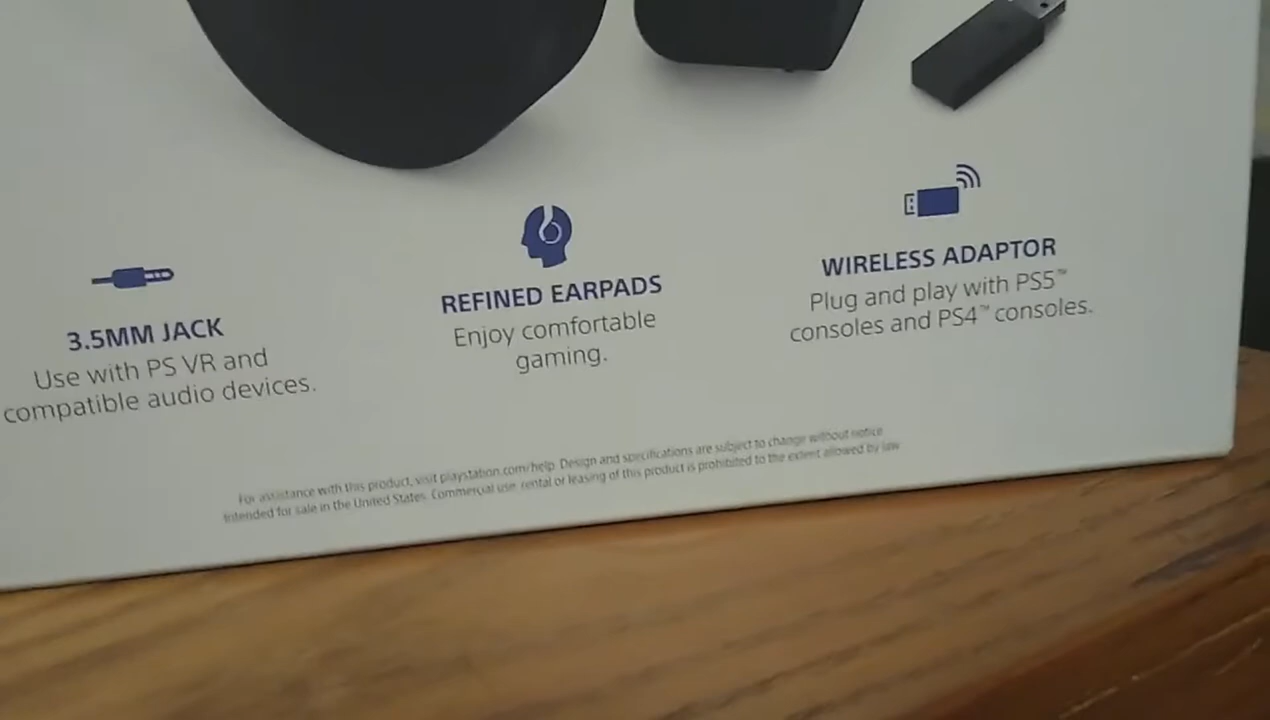 3.5MM JACK
Use with PS VR and
compatible audio devices.
REFINED EARPADS
Enjoy comfortable
gaming.
WIRELESS ADAPTOR
Plug and play with PS5™
consoles and PS4™ consoles.
For assistance with this product, visit playstation.com/help. Design and specifications are subject to change without notice
Intended for sale in the United States. Commercial use, rental or leasing of this product is prohibited to the extent allowed by law